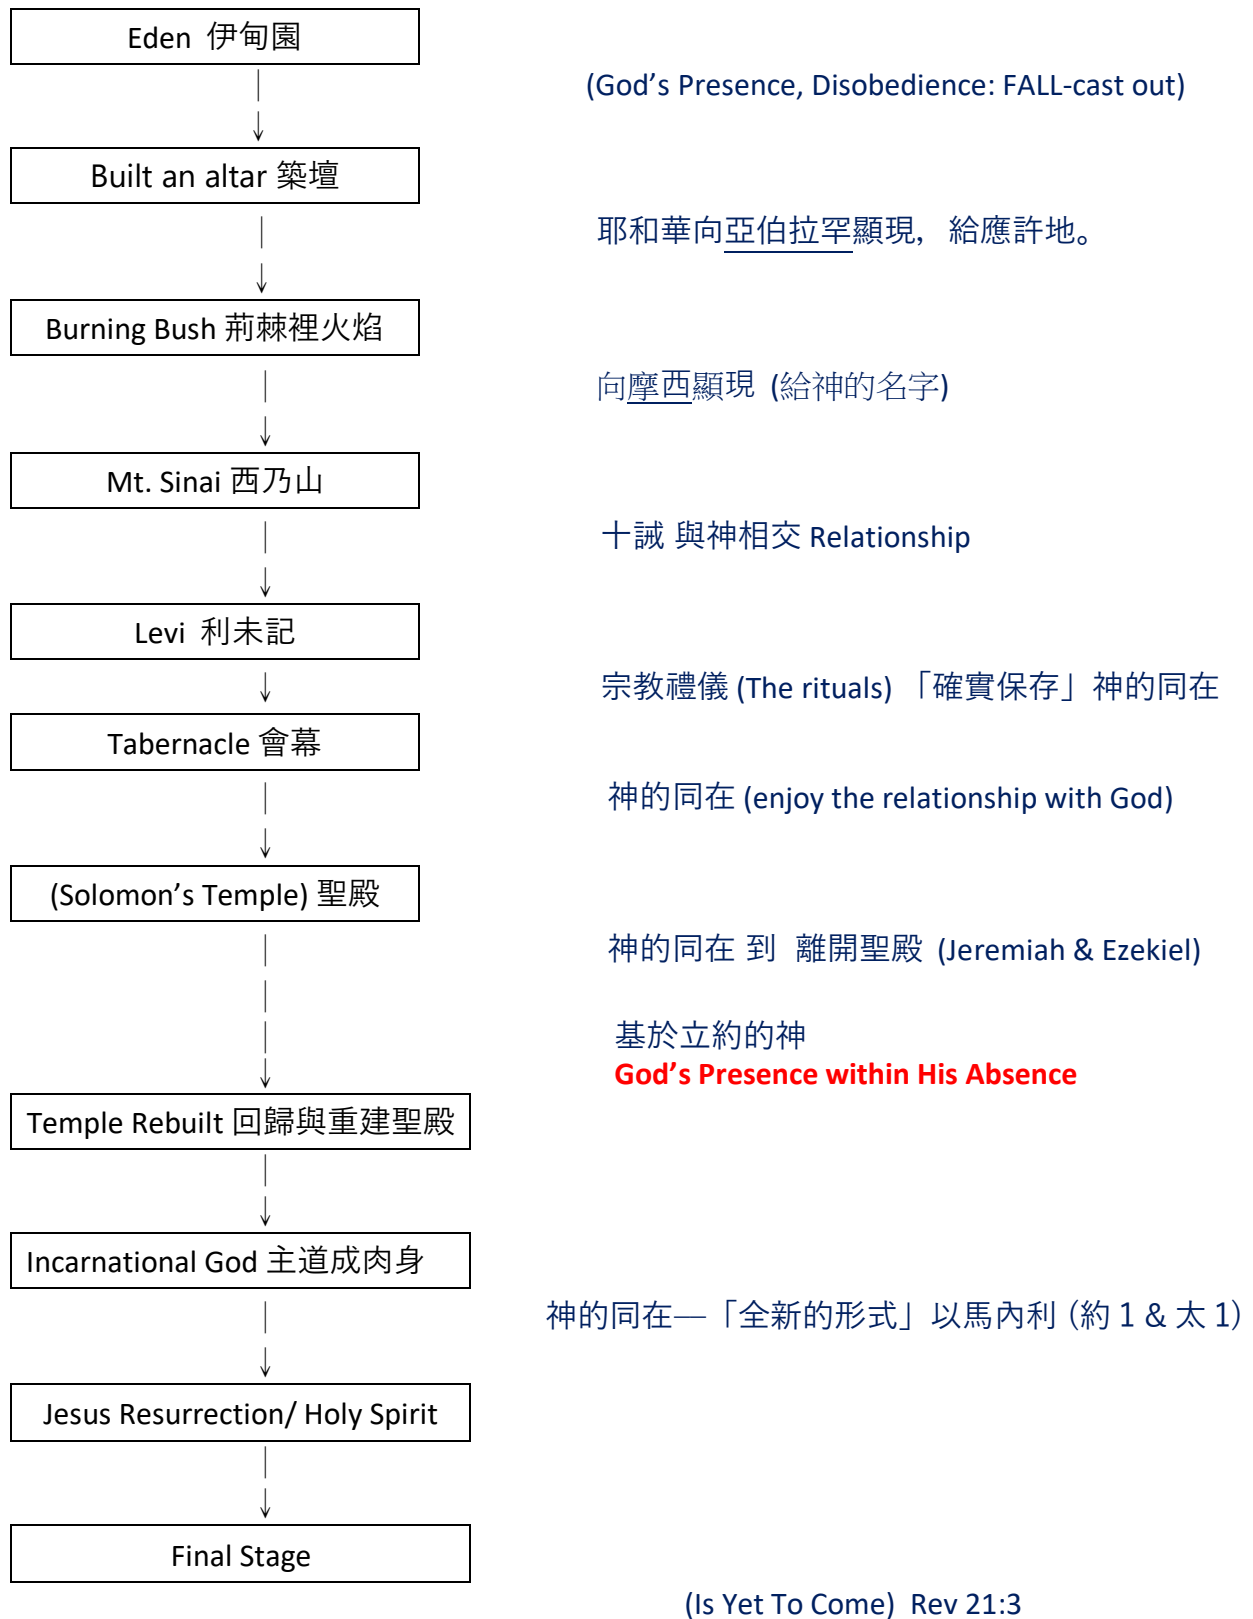 Eden 伊甸園
(God’s Presence, Disobedience: FALL-cast out)
Built an altar 築壇
耶和華向亞伯拉罕顯現，給應許地。
Burning Bush 荊棘裡火焰
向摩西顯現 (給神的名字)
Mt. Sinai 西乃山
十誡 與神相交 Relationship
Levi 利未記
宗教禮儀 (The rituals) 「確實保存」神的同在
Tabernacle 會幕
神的同在 (enjoy the relationship with God)
(Solomon’s Temple) 聖殿
神的同在 到 離開聖殿 (Jeremiah & Ezekiel)
基於立約的神
God’s Presence within His Absence
Temple Rebuilt 回歸與重建聖殿
Incarnational God 主道成肉身
神的同在—「全新的形式」以馬內利 (約 1 & 太 1)
Jesus Resurrection/ Holy Spirit
Final Stage
(Is Yet To Come) Rev 21:3